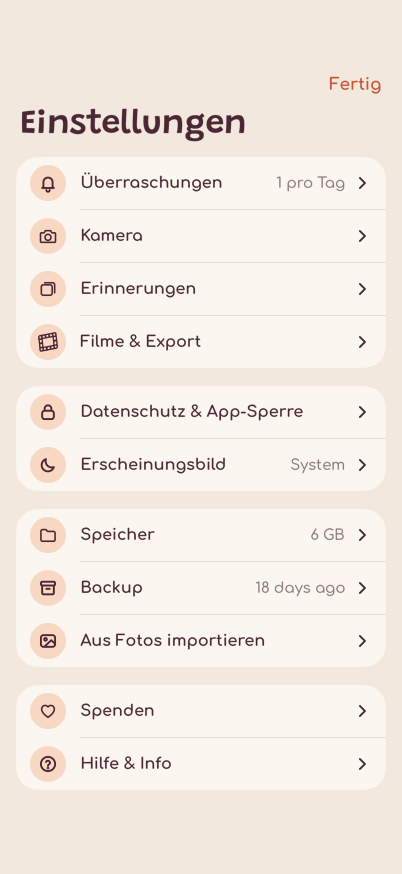 Fertig
Einstellungen
Überraschungen 1 pro Tag
Kamera
Erinnerungen
Filme & Export
Datenschutz & App-Sperre
Erscheinungsbild System
Speicher 6 GB
Backup 18 days ago
Aus Fotos importieren
Spenden
Hilfe & Info